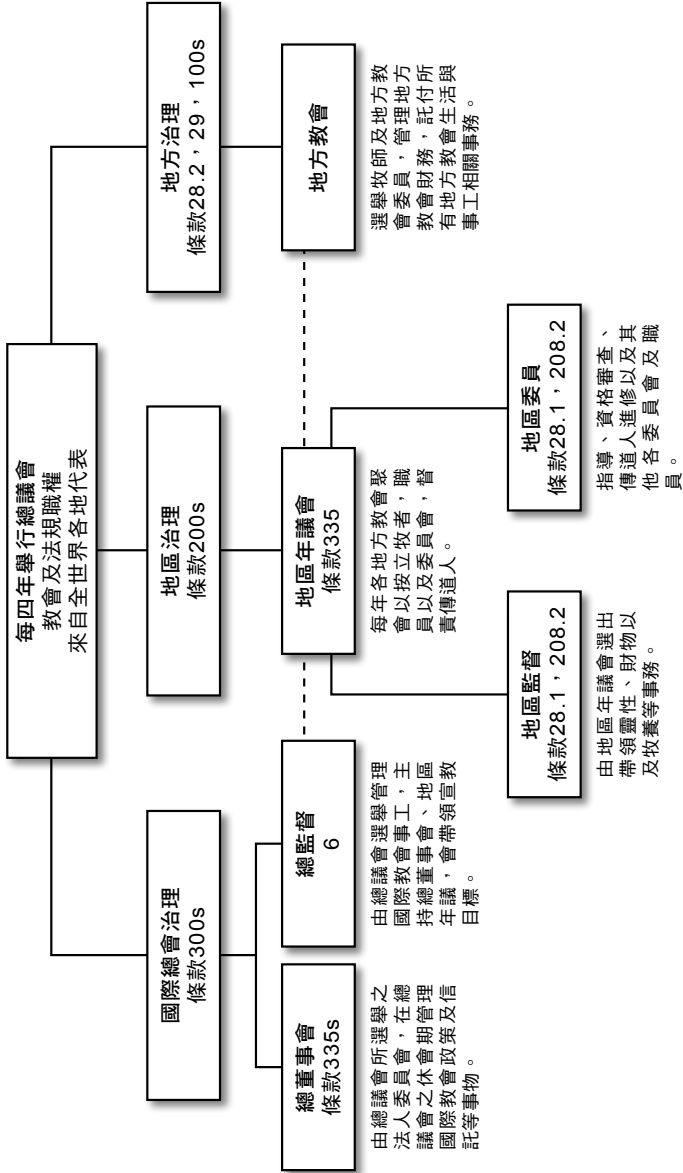 每四年舉行總議會
教會及法規職權
來自全世界各地代表
國際總會治理
條款300s
地區治理
條款200s
地方治理
條款28.2，29，100s
總董事會
條款335s
由總議會所選舉之
法人委員會，在總
議會之休會期管理
國際教會政策及信
託等事物。
總監督
6
由總議會選舉管理
國際教會事工，主
持總董事會、地區
年議，會帶領宣教
目標。
地區年議會
條款335
每年各地方教會聚
會以按立牧者，職
員以及委員會，督
責傳道人。
地方教會
選舉牧師及地方教
會委員，管理地方
教會財務，託付所
有地方教會生活與
事工相關事務。
地區監督
條款28.1，208.2
由地區年議會選出
帶領靈性、財物以
及牧養等事務。
地區委員
條款28.1，208.2
指導、資格審查、
傳道人進修以及其
他各委員會及職
員。